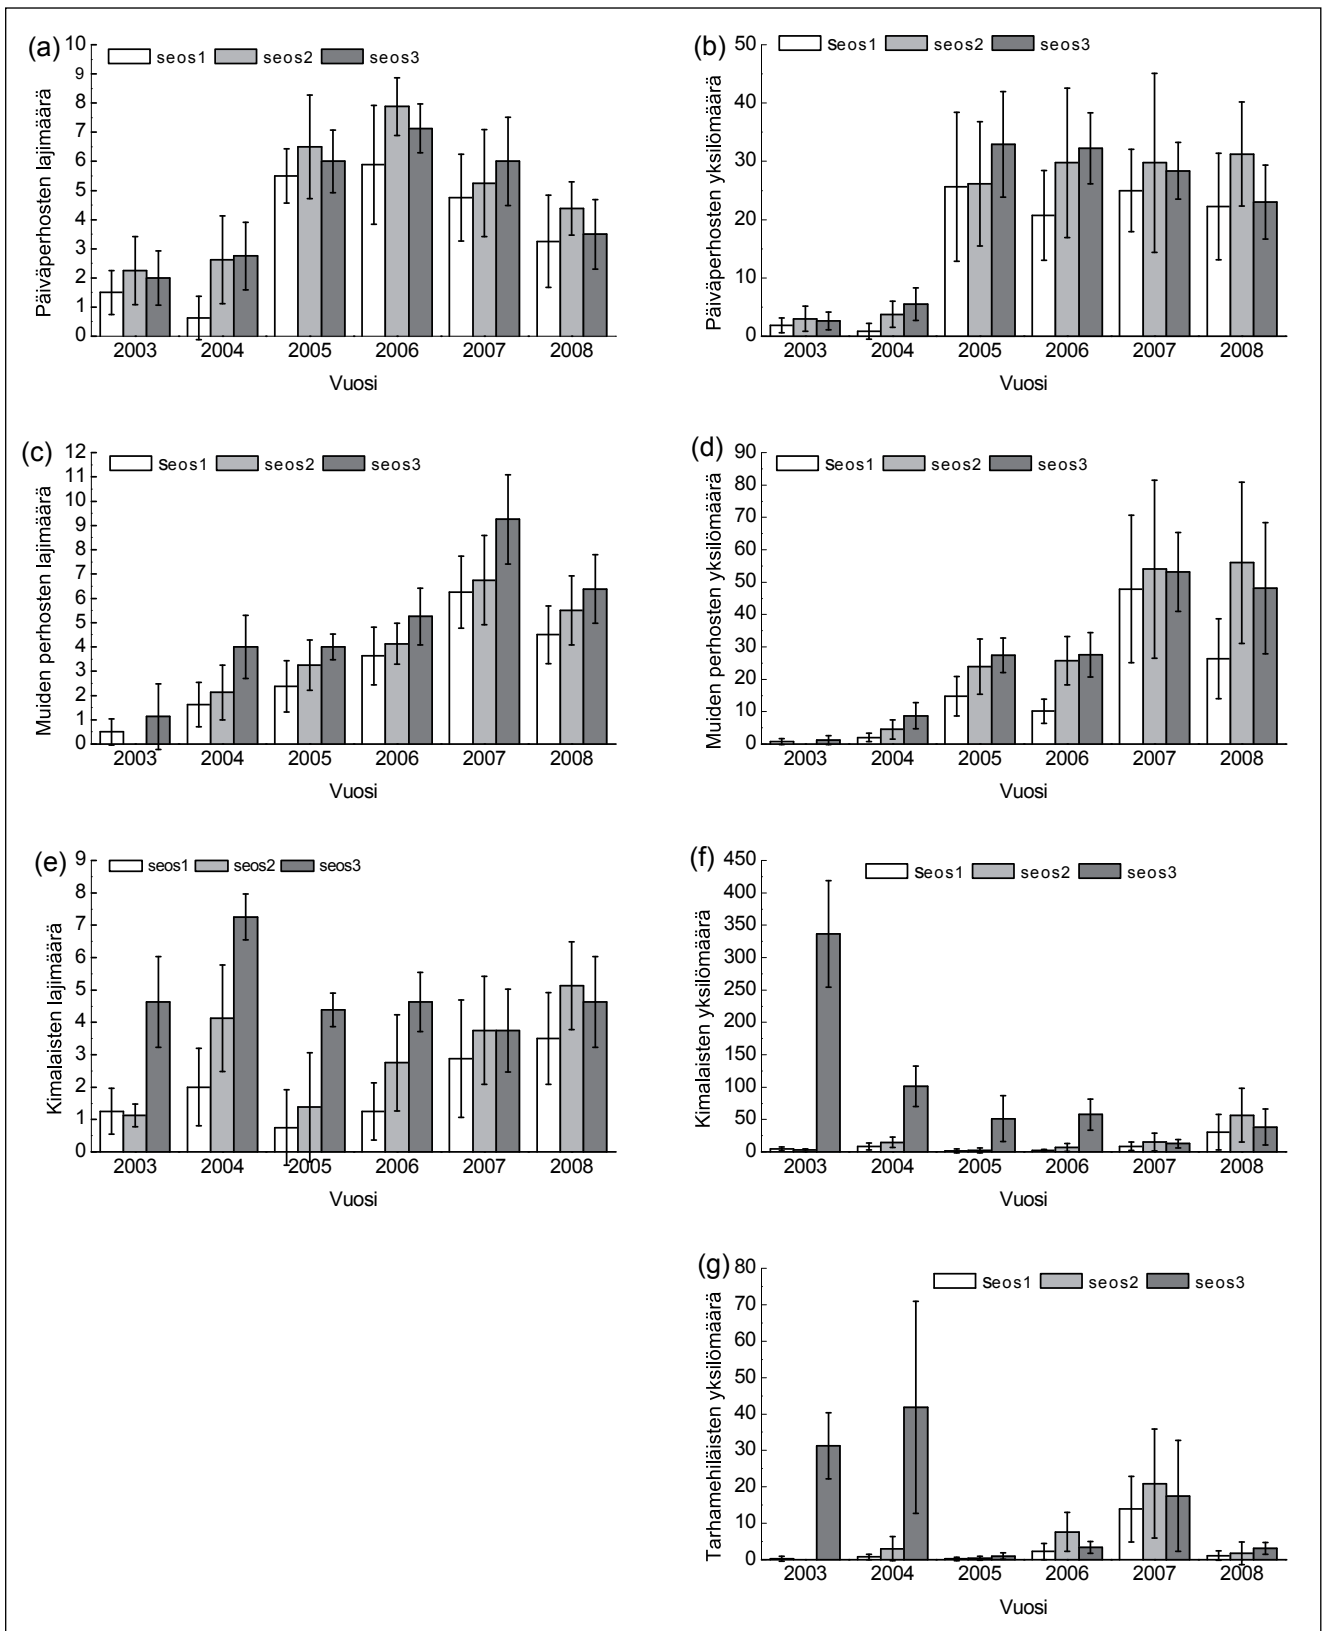 (a)
seos1 seos2 seos3
Päiväperhosten lajimäärä
10
9
8
7
6
5
4
3
2
1
0
2003 2004 2005 2006 2007 2008
Vuosi
(b)
seos1 seos2 seos3
Päiväperhosten yksilömäärä
50
40
30
20
10
0
2003 2004 2005 2006 2007 2008
Vuosi
(c)
seos1 seos2 seos3
Muiden perhosten lajimäärä
12
11
10
9
8
7
6
5
4
3
2
1
0
2003 2004 2005 2006 2007 2008
Vuosi
(d)
seos1 seos2 seos3
Muiden perhosten yksilömäärä
90
80
70
60
50
40
30
20
10
0
2003 2004 2005 2006 2007 2008
Vuosi
(e)
seos1 seos2 seos3
Kimalaisten lajimäärä
9
8
7
6
5
4
3
2
1
0
2003 2004 2005 2006 2007 2008
Vuosi
(f)
seos1 seos2 seos3
Kimalaisten yksilömäärä
450
400
350
300
250
200
150
100
50
0
2003 2004 2005 2006 2007 2008
Vuosi
(g)
seos1 seos2 seos3
Tarhamehiläisten yksilömäärä
80
70
60
50
40
30
20
10
0
2003 2004 2005 2006 2007 2008
Vuosi